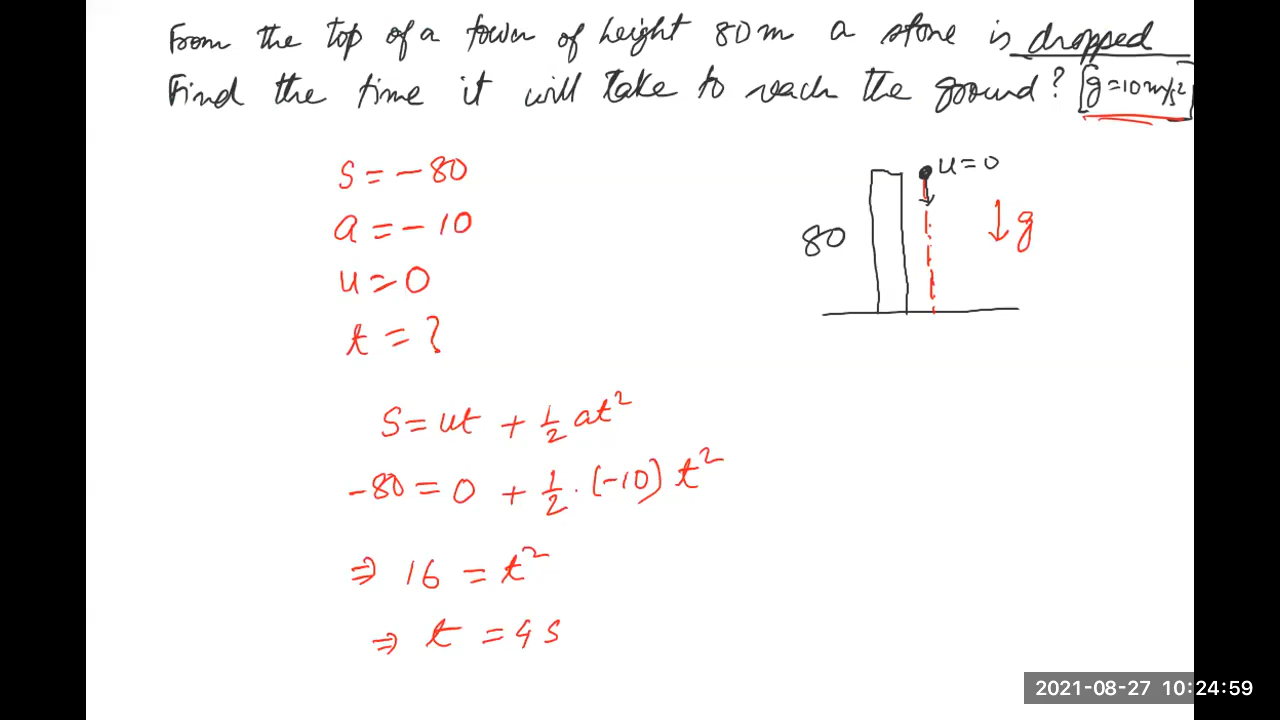 From the top of a tower of height 80m a stone is dropped
Find the time it will take to reach the ground? [g=10m/s²]
S = -80
a = -10
u = 0
t = ?
80
u=0
↓g
S = ut + 1/2 at²
-80 = 0 + 1/2 · (-10) t²
⇒ 16 = t²
⇒ t = 4 s
2021-08-27 10:24:59